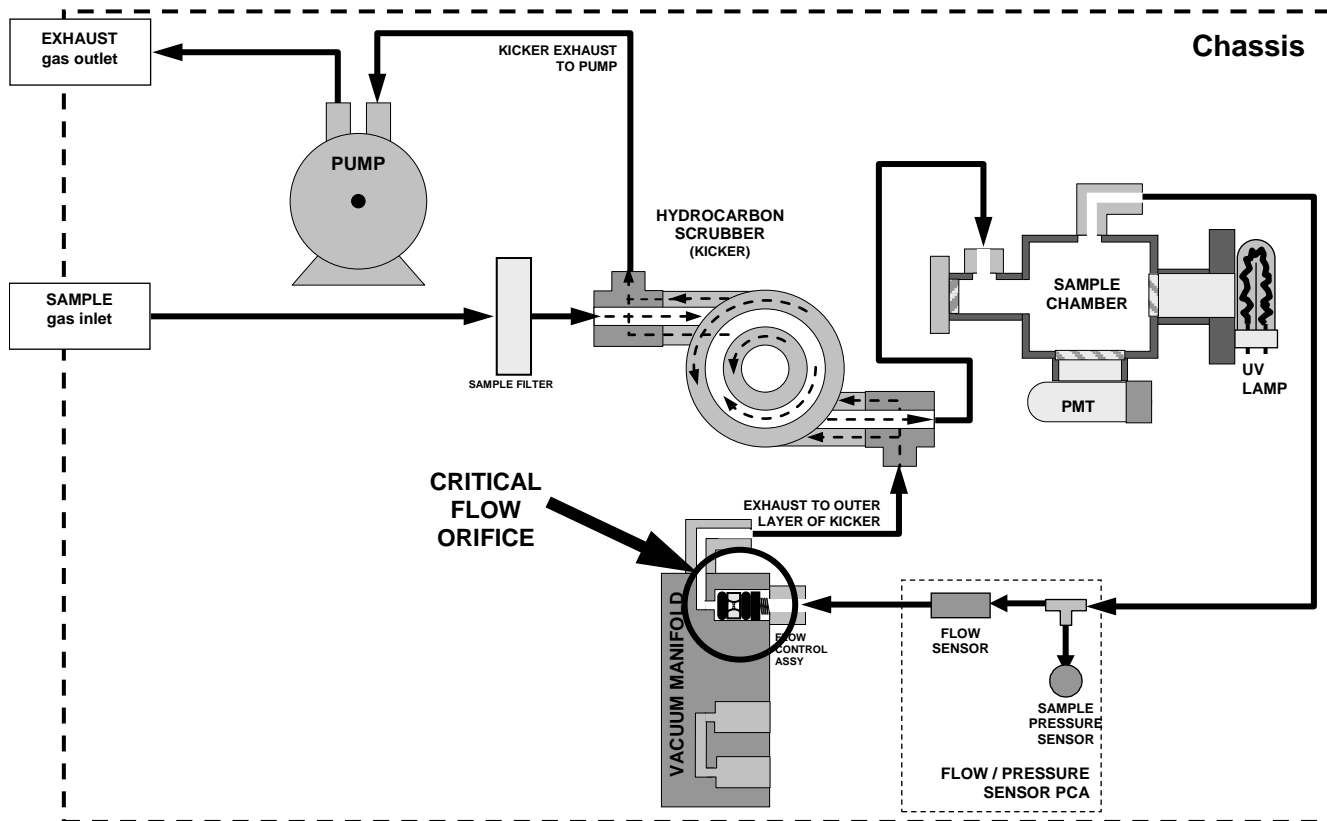 EXHAUST
gas outlet
KICKER EXHAUST
TO PUMP
Chassis
PUMP
HYDROCARBON
SCRUBBER
(KICKER)
SAMPLE
gas inlet
SAMPLE FILTER
SAMPLE
CHAMBER
UV
LAMP
PMT
CRITICAL
FLOW
ORIFICE
EXHAUST TO OUTER
LAYER OF KICKER
VACUUM MANIFOLD
FLOW
CONTROL
ASSY
FLOW
SENSOR
SAMPLE
PRESSURE
SENSOR
FLOW / PRESSURE
SENSOR PCA